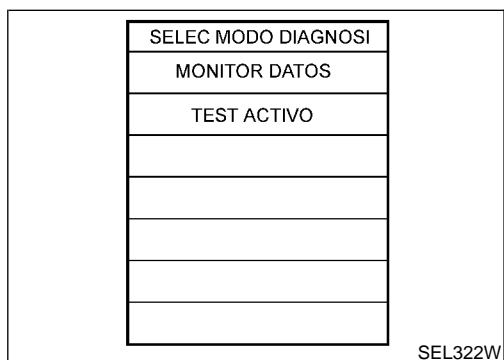 SELEC MODO DIAGNOSI
MONITOR DATOS
TEST ACTIVO
SEL322W